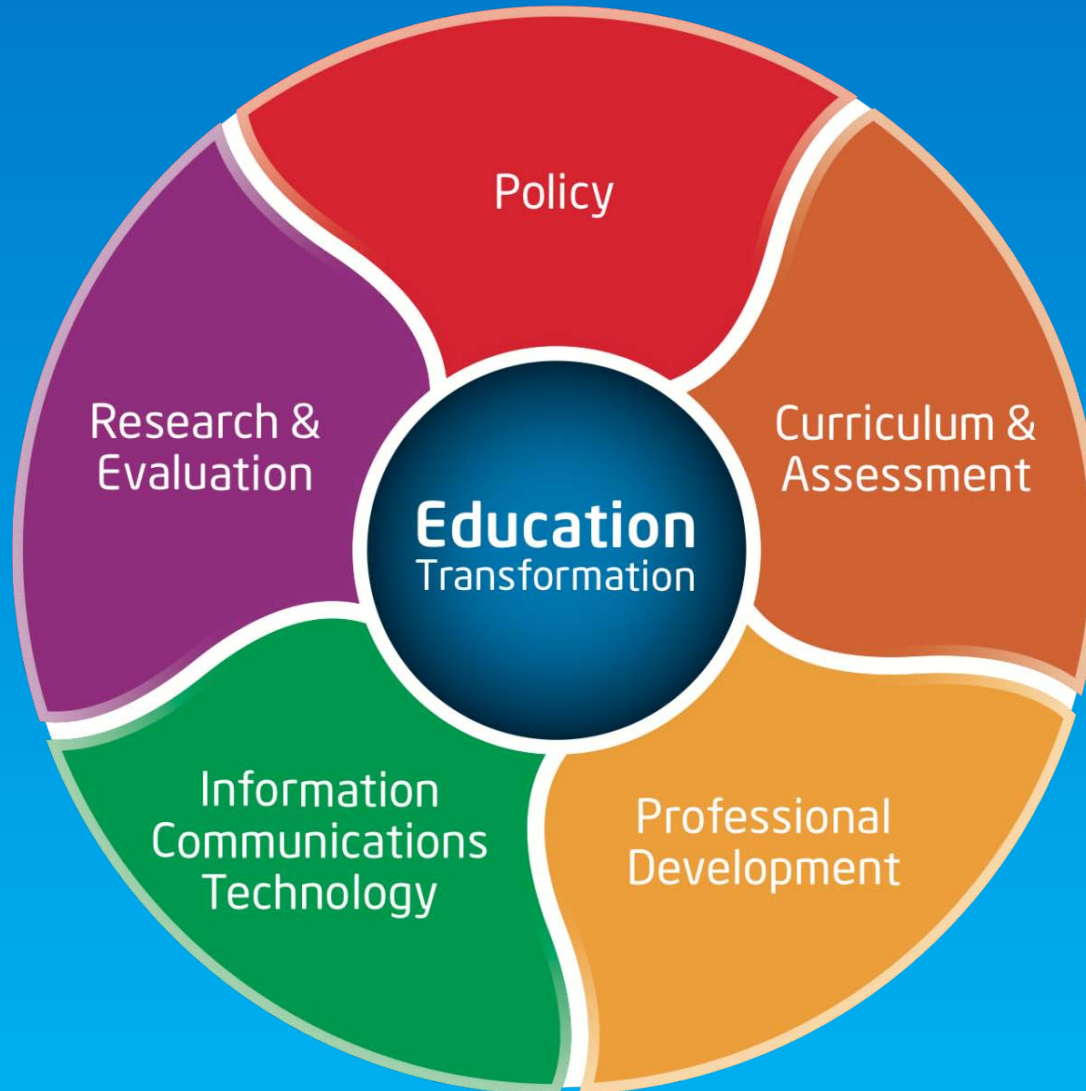 Policy
Curriculum &
Assessment
Professional
Development
Information
Communications
Technology
Research &
Evaluation
Education
Transformation